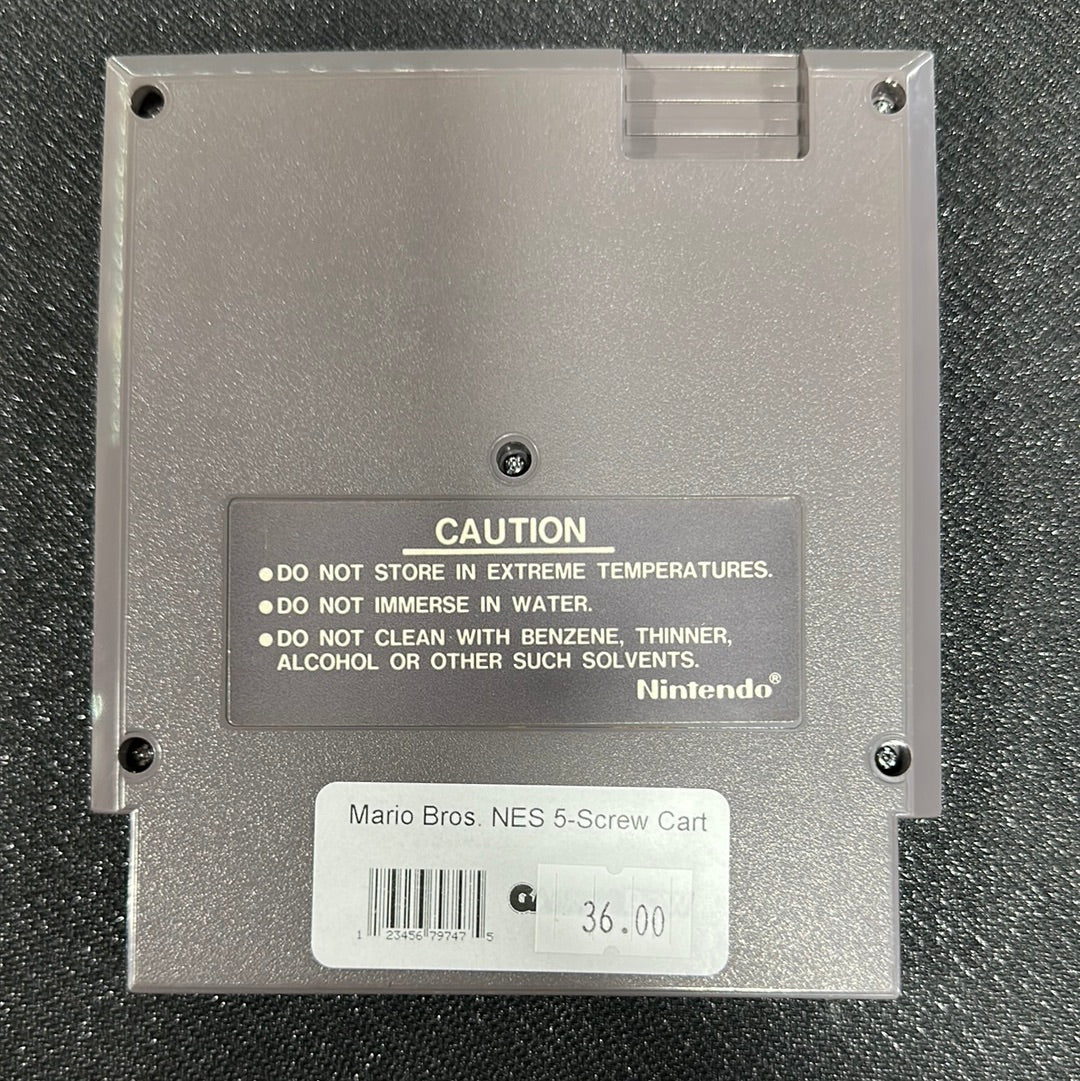 CAUTION
●DO NOT STORE IN EXTREME TEMPERATURES.
●DO NOT IMMERSE IN WATER.
●DO NOT CLEAN WITH BENZENE, THINNER,
ALCOHOL OR OTHER SUCH SOLVENTS.
Nintendo®
Mario Bros. NES 5-Screw Cart
36.00
1 23456 79747 5